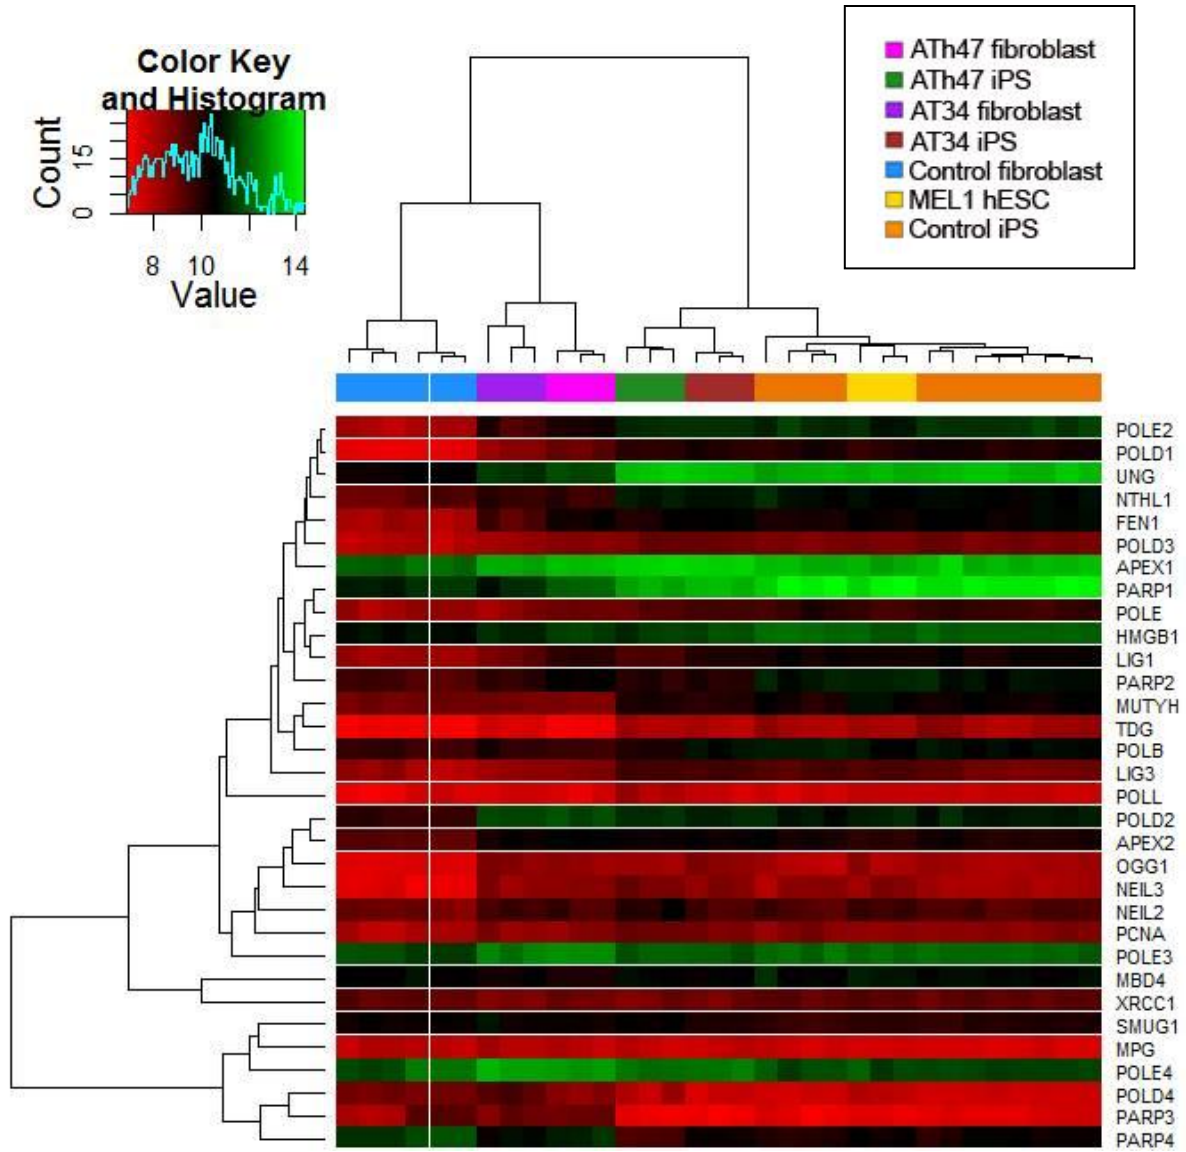 Color Key
and Histogram
Count
0
15
8
10
14
Value
ATh47 fibroblast
ATh47 iPS
AT34 fibroblast
AT34 iPS
Control fibroblast
MEL1 hESC
Control iPS
POLE2
POLD1
UNG
NTHL1
FEN1
POLD3
APEX1
PARP1
POLE
HMGB1
LIG1
PARP2
MUTYH
TDG
POLB
LIG3
POLL
POLD2
APEX2
OGG1
NEIL3
NEIL2
PCNA
POLE3
MBD4
XRCC1
SMUG1
MPG
POLE4
POLD4
PARP3
PARP4